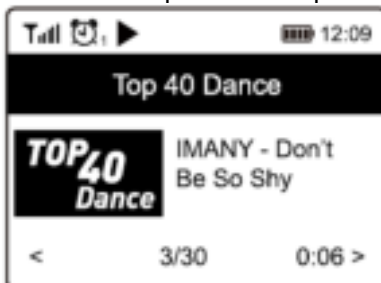 12:09
Top 40 Dance
TOP 40
Dance
IMANY - Don't
Be So Shy
< 3/30 0:06 >